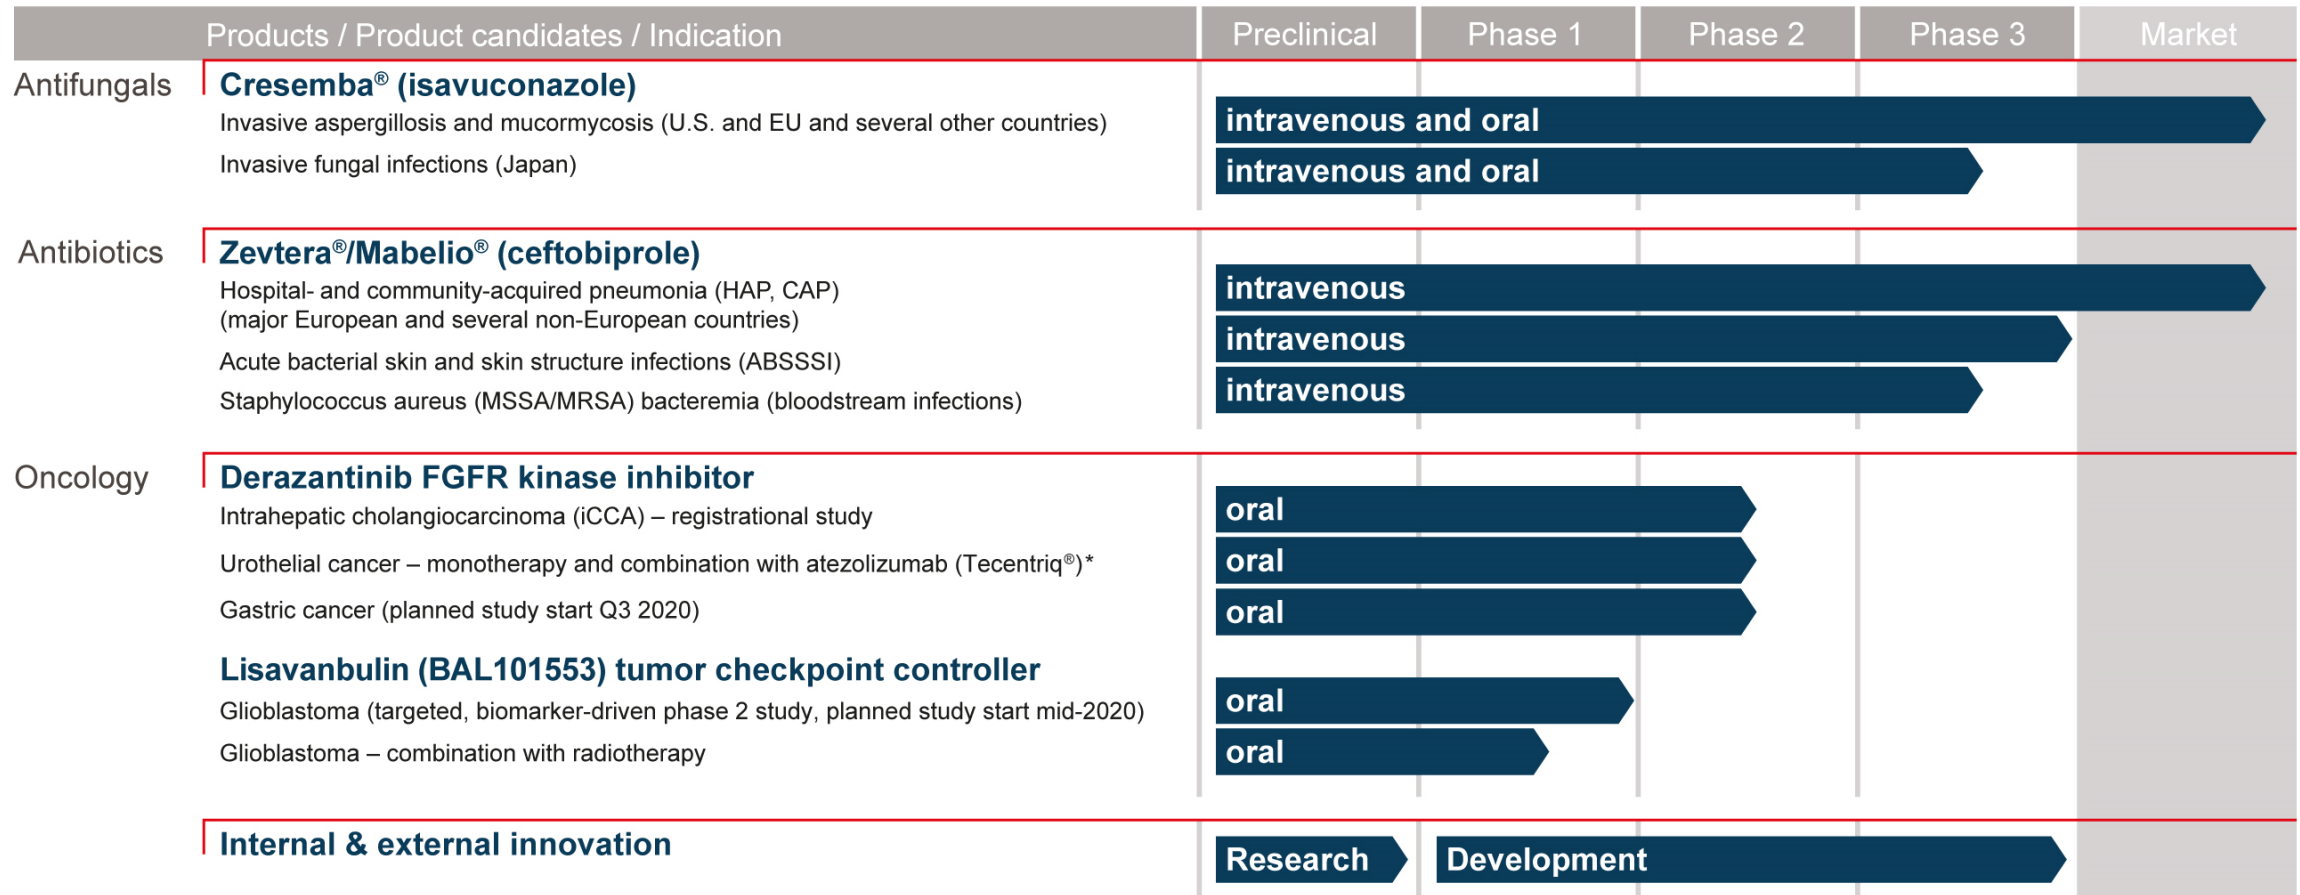 Products / Product candidates / Indication Preclinical Phase 1 Phase 2 Phase 3 Market
Antifungals Cresemba® (isavuconazole)
Invasive aspergillosis and mucormycosis (U.S. and EU and several other countries) intravenous and oral
Invasive fungal infections (Japan) intravenous and oral
Antibiotics Zevtera®/Mabelio® (ceftobiprole)
Hospital- and community-acquired pneumonia (HAP, CAP) intravenous
(major European and several non-European countries)
Acute bacterial skin and skin structure infections (ABSSSI) intravenous
Staphylococcus aureus (MSSA/MRSA) bacteremia (bloodstream infections) intravenous
Oncology Derazantinib FGFR kinase inhibitor
Intrahepatic cholangiocarcinoma (iCCA) – registrational study oral
Urothelial cancer – monotherapy and combination with atezolizumab (Tecentriq®)* oral
Gastric cancer (planned study start Q3 2020) oral
Lisavanbulin (BAL101553) tumor checkpoint controller
Glioblastoma (targeted, biomarker-driven phase 2 study, planned study start mid-2020) oral
Glioblastoma – combination with radiotherapy oral
Internal & external innovation Research Development